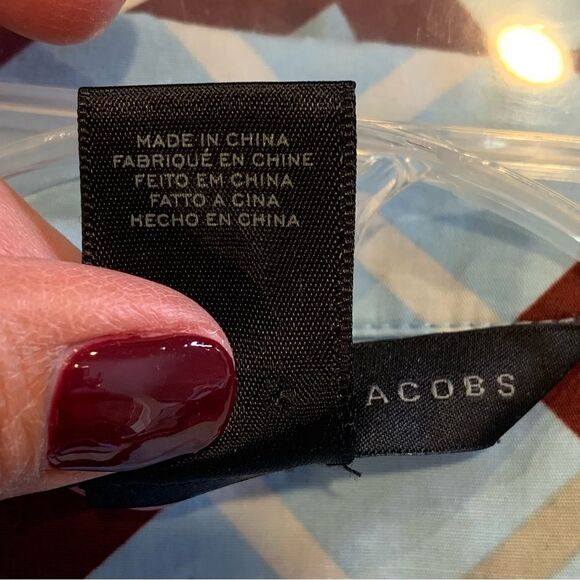 MADE IN CHINA
FABRIQUÉ EN CHINE
FEITO EM CHINA
FATTO A CINA
HECHO EN CHINA
ACOBS